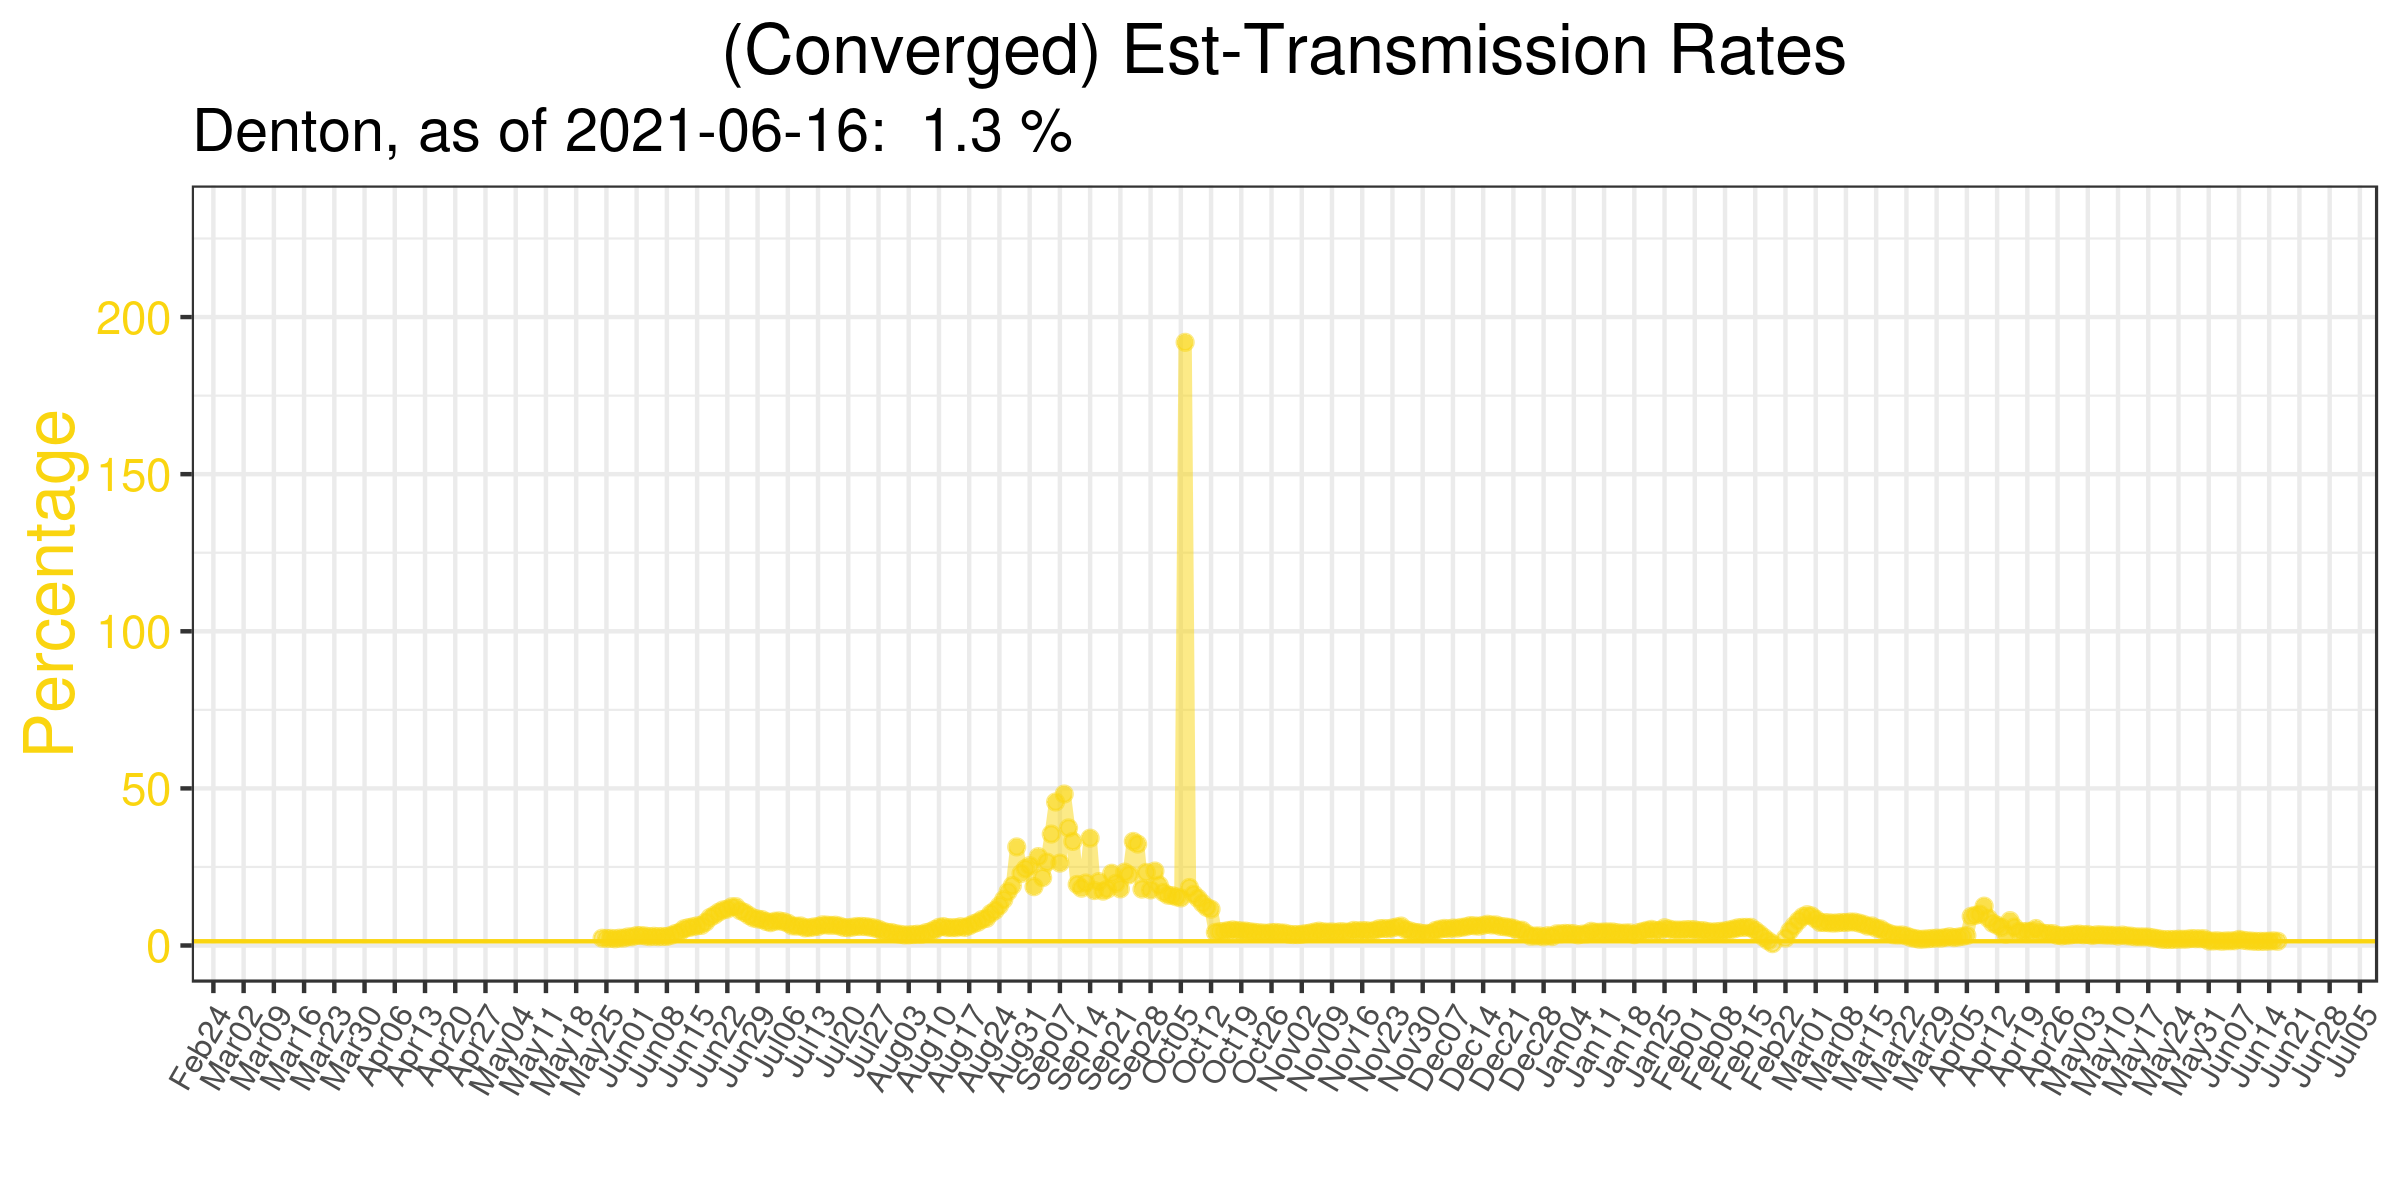 (Converged) Est-Transmission Rates
Denton, as of 2021-06-16:  1.3 %
Percentage
200
150
100
50
0
Feb24
Mar02
Mar09
Mar16
Mar23
Mar30
Apr06
Apr13
Apr20
Apr27
May04
May11
May18
May25
Jun01
Jun08
Jun15
Jun22
Jun29
Jul06
Jul13
Jul20
Jul27
Aug03
Aug10
Aug17
Aug24
Aug31
Sep07
Sep14
Sep21
Sep28
Oct05
Oct12
Oct19
Oct26
Nov02
Nov09
Nov16
Nov23
Nov30
Dec07
Dec14
Dec21
Dec28
Jan04
Jan11
Jan18
Jan25
Feb01
Feb08
Feb15
Feb22
Mar01
Mar08
Mar15
Mar22
Mar29
Apr05
Apr12
Apr19
Apr26
May03
May10
May17
May24
May31
Jun07
Jun14
Jun21
Jun28
Jul05